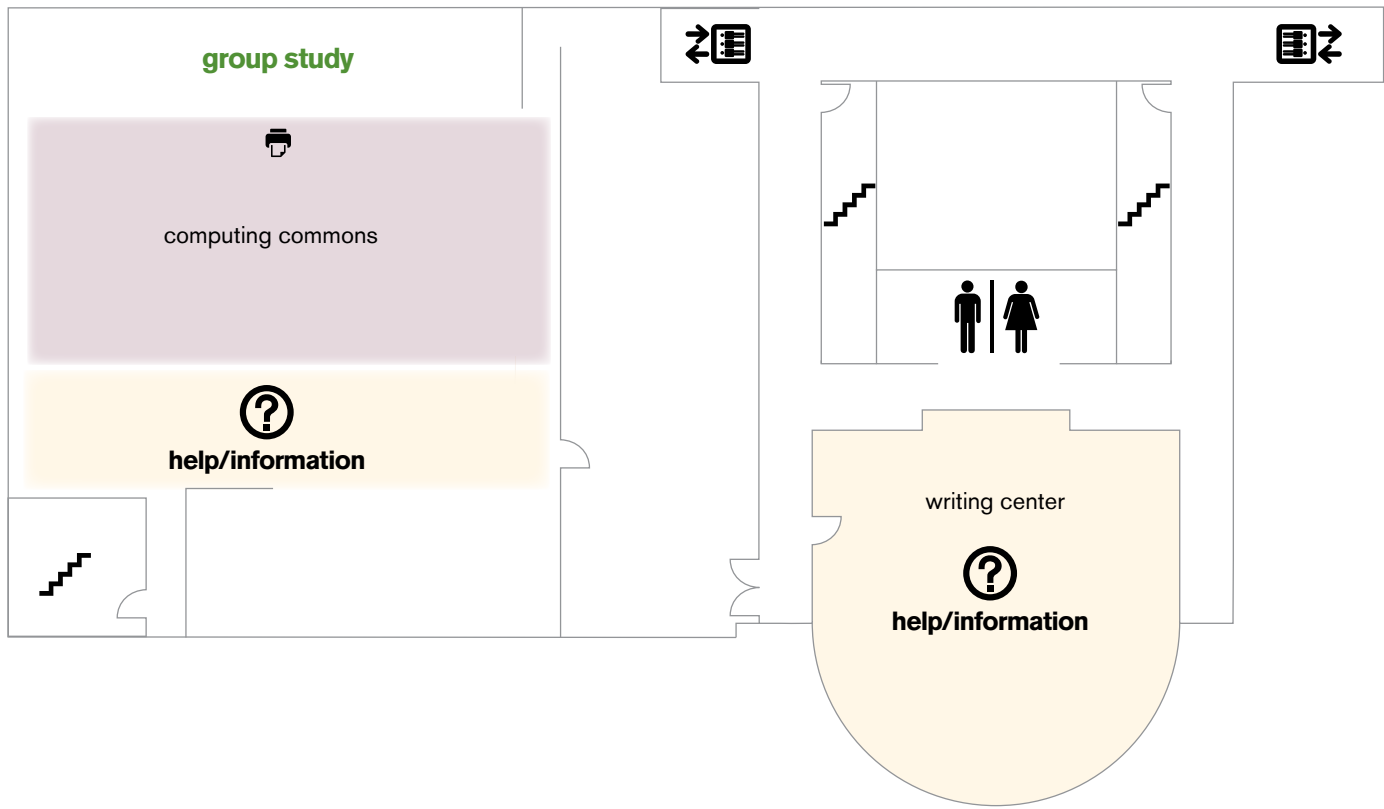 group study
computing commons
help/information
writing center
help/information